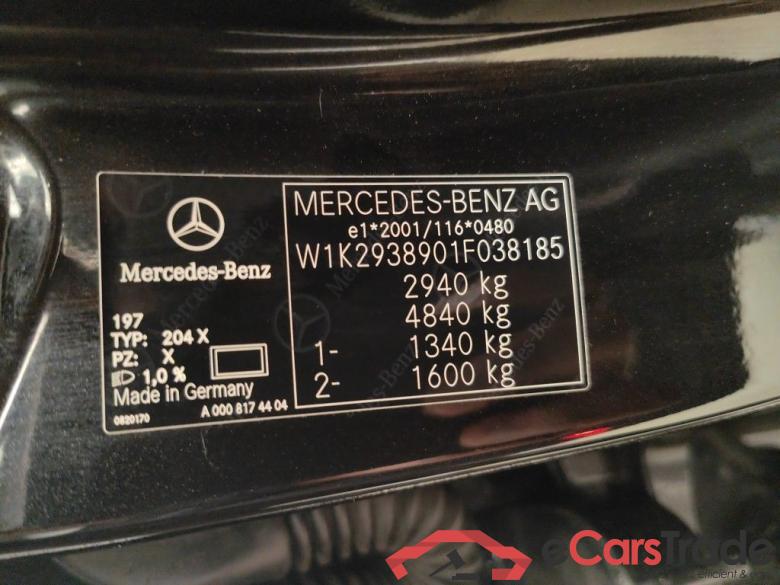 MERCEDES-BENZ AG
e1*2001/116*0480
W1K2938901F038185
2940 kg
4840 kg
1- 1340 kg
2- 1600 kg
Mercedes-Benz
197
TYP: 204 X
PZ: X
1,0 %
Made in Germany
0820170
A 000 817 44 04
eCarsTrade
efficient &